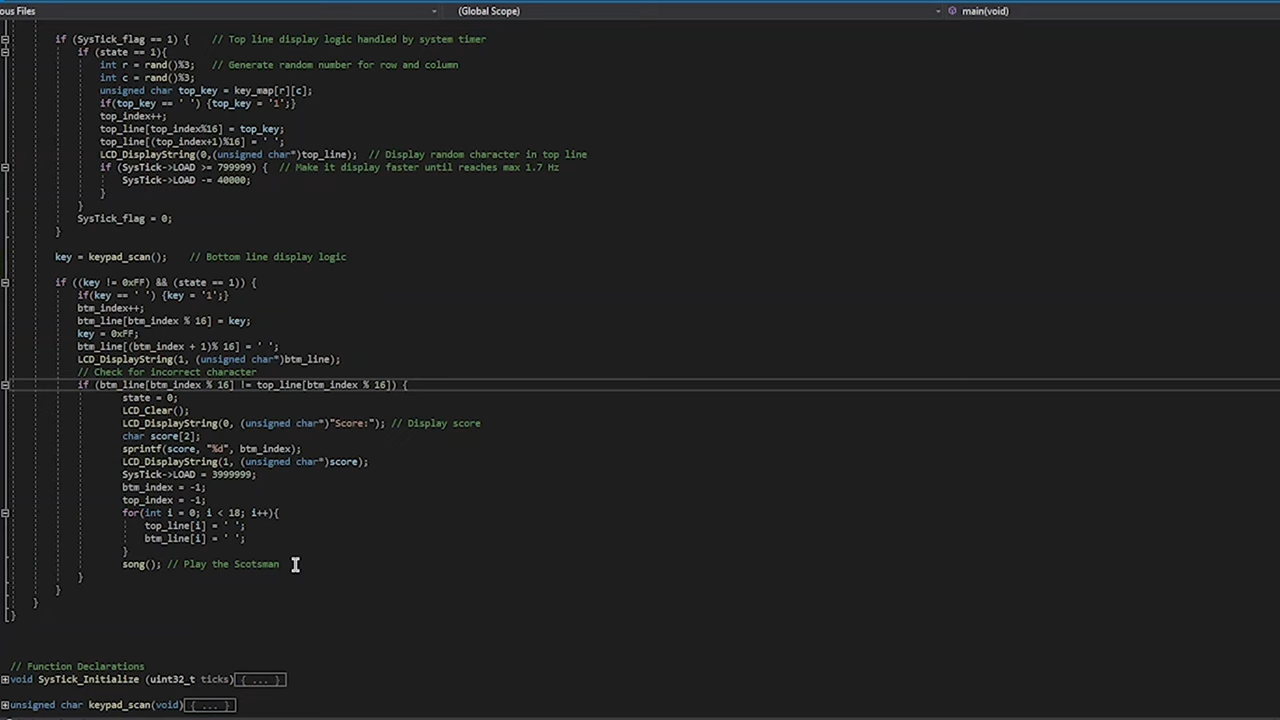 ous Files (Global Scope) main(void)
if (SysTick_flag == 1) { // Top line display logic handled by system timer
if (state == 1){
int r = rand()%3; // Generate random number for row and column
int c = rand()%3;
unsigned char top_key = key_map[r][c];
if(top_key == ' ') {top_key = '1';}
top_index++;
top_line[top_index%16] = top_key;
top_line[(top_index+1)%16] = ' ';
LCD_DisplayString(0,(unsigned char*)top_line); // Display random character in top line
if (SysTick->LOAD >= 799999) { // Make it display faster until reaches max 1.7 Hz
SysTick->LOAD -= 40000;
}
}
SysTick_flag = 0;
}
key = keypad_scan(); // Bottom line display logic
if ((key != 0xFF) && (state == 1)) {
if(key == ' ') {key = '1';}
btm_index++;
btm_line[btm_index % 16] = key;
key = 0xFF;
btm_line[(btm_index + 1)% 16] = ' ';
LCD_DisplayString(1, (unsigned char*)btm_line);
// Check for incorrect character
if (btm_line[btm_index % 16] != top_line[btm_index % 16]) {
state = 0;
LCD_Clear();
LCD_DisplayString(0, (unsigned char*)"Score:"); // Display score
char score[2];
sprintf(score, "%d", btm_index);
LCD_DisplayString(1, (unsigned char*)score);
SysTick->LOAD = 3999999;
btm_index = -1;
top_index = -1;
for(int i = 0; i < 18; i++){
top_line[i] = ' ';
btm_line[i] = ' ';
}
song(); // Play the Scotsman
}
}
}
}
// Function Declarations
void SysTick_Initialize (uint32_t ticks){ ... }
unsigned char keypad_scan(void){ ... }